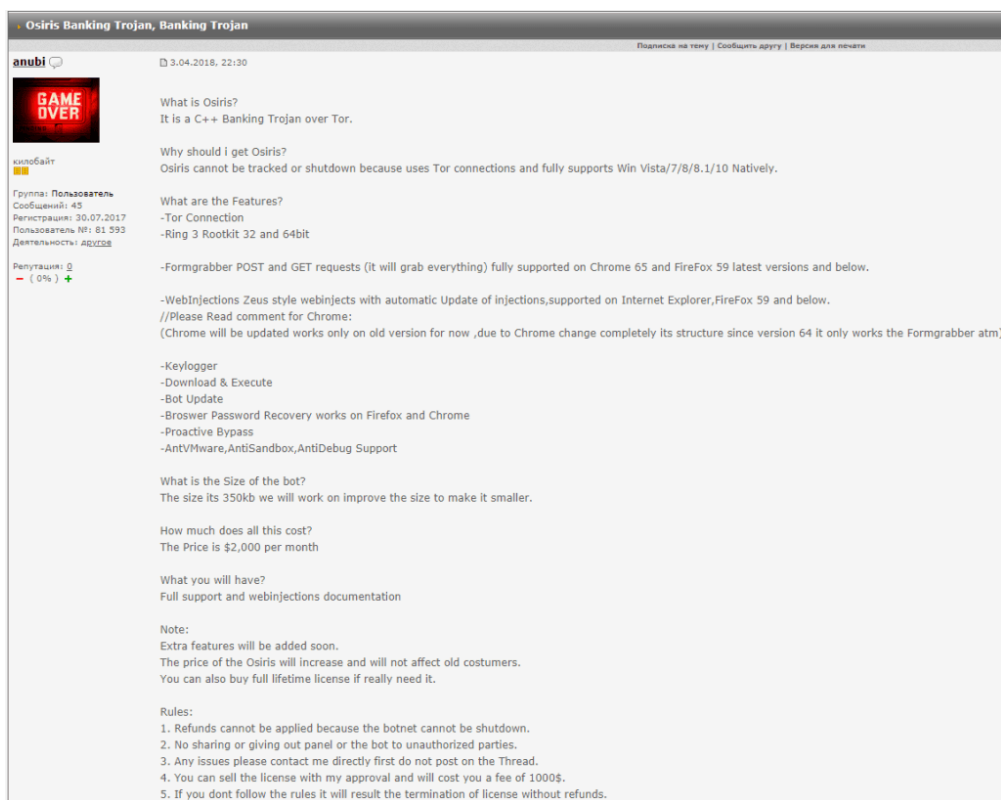 Osiris Banking Trojan, Banking Trojan
Подписка на тему | Сообщить другу | Версия для печати
anubi
3.04.2018, 22:30
GAME
OVER
килобайт
Группа: Пользователь
Сообщений: 45
Регистрация: 30.07.2017
Пользователь №: 81 593
Деятельность: другое
Репутация: 0
− ( 0% ) +
What is Osiris?
It is a C++ Banking Trojan over Tor.
Why should i get Osiris?
Osiris cannot be tracked or shutdown because uses Tor connections and fully supports Win Vista/7/8/8.1/10 Natively.
What are the Features?
-Tor Connection
-Ring 3 Rootkit 32 and 64bit
-Formgrabber POST and GET requests (it will grab everything) fully supported on Chrome 65 and FireFox 59 latest versions and below.
-WebInjections Zeus style webinjects with automatic Update of injections,supported on Internet Explorer,FireFox 59 and below.
//Please Read comment for Chrome:
(Chrome will be updated works only on old version for now ,due to Chrome change completely its structure since version 64 it only works the Formgrabber atm)
-Keylogger
-Download & Execute
-Bot Update
-Broswer Password Recovery works on Firefox and Chrome
-Proactive Bypass
-AntVMware,AntiSandbox,AntiDebug Support
What is the Size of the bot?
The size its 350kb we will work on improve the size to make it smaller.
How much does all this cost?
The Price is $2,000 per month
What you will have?
Full support and webinjections documentation
Note:
Extra features will be added soon.
The price of the Osiris will increase and will not affect old costumers.
You can also buy full lifetime license if really need it.
Rules:
1. Refunds cannot be applied because the botnet cannot be shutdown.
2. No sharing or giving out panel or the bot to unauthorized parties.
3. Any issues please contact me directly first do not post on the Thread.
4. You can sell the license with my approval and will cost you a fee of 1000$.
5. If you dont follow the rules it will result the termination of license without refunds.